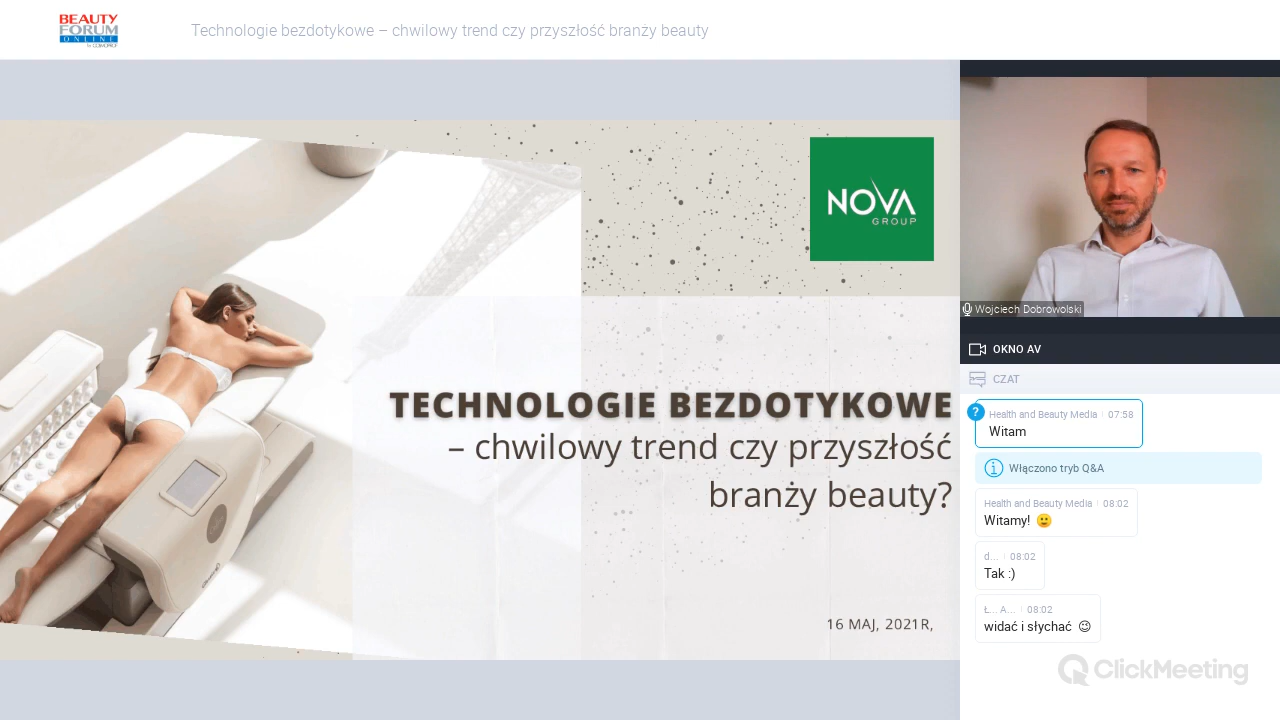 BEAUTY
FORUM
ONLINE
Technologie bezdotykowe – chwilowy trend czy przyszłość branży beauty
NOVA
GROUP
TECHNOLOGIE BEZDOTYKOWE
– chwilowy trend czy przyszłość
branży beauty?
16 MAJ, 2021R,
Wojciech Dobrowolski
OKNO AV
CZAT
?
Health and Beauty Media | 07:58
Witam
Włączono tryb Q&A
Health and Beauty Media | 08:02
Witamy! 🙂
d... | 08:02
Tak :)
Ł... A... | 08:02
widać i słychać 😉
ClickMeeting